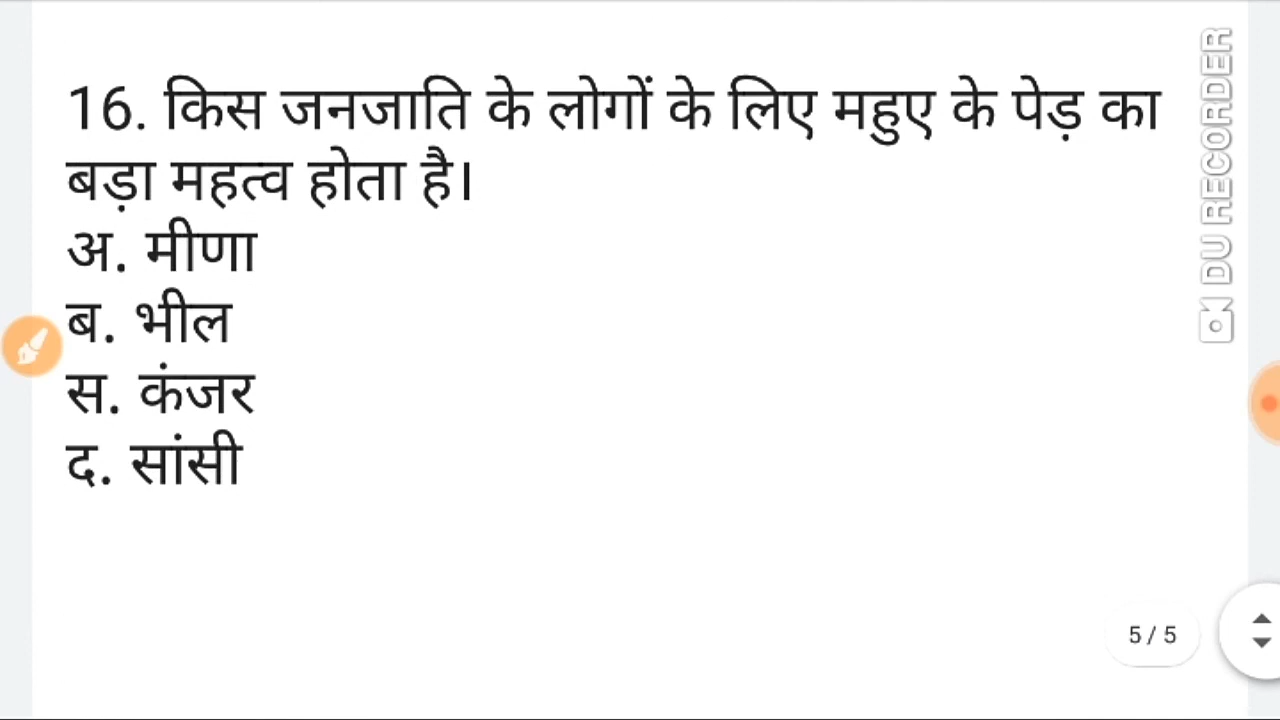 16. किस जनजाति के लोगों के लिए महुए के पेड़ का
बड़ा महत्व होता है।
अ. मीणा
ब. भील
स. कंजर
द. सांसी
5 / 5
DU RECORDER